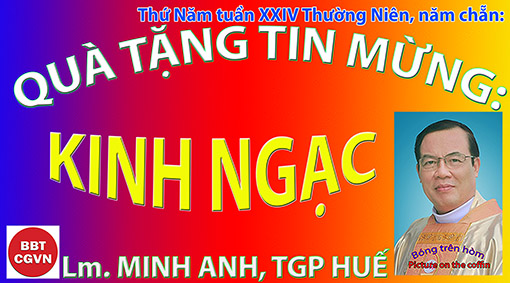 Thứ Năm tuần XXIV Thường Niên, năm chẵn:
QUÀ TẶNG TIN MỪNG:
KINH NGẠC
Bóng trên hòm
Picture on the coffin
BBT
CGVN
Lm. MINH ANH, TGP HUẾ